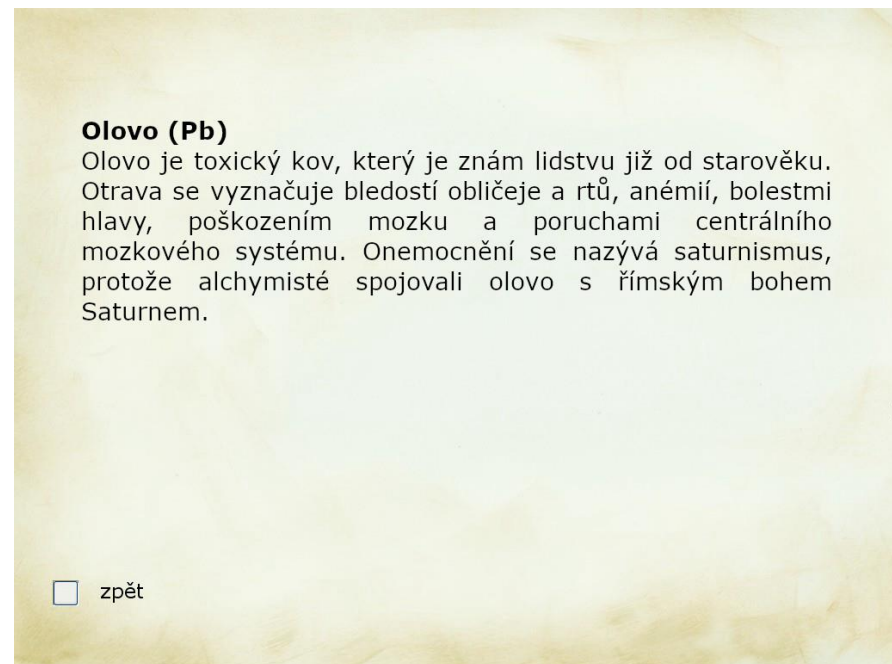 Olovo (Pb)
Olovo je toxický kov, který je znám lidstvu již od starověku.
Otrava se vyznačuje bledostí obličeje a rtů, anémií, bolestmi
hlavy, poškozením mozku a poruchami centrálního
mozkového systému. Onemocnění se nazývá saturnismus,
protože alchymisté spojovali olovo s římským bohem
Saturnem.
zpět